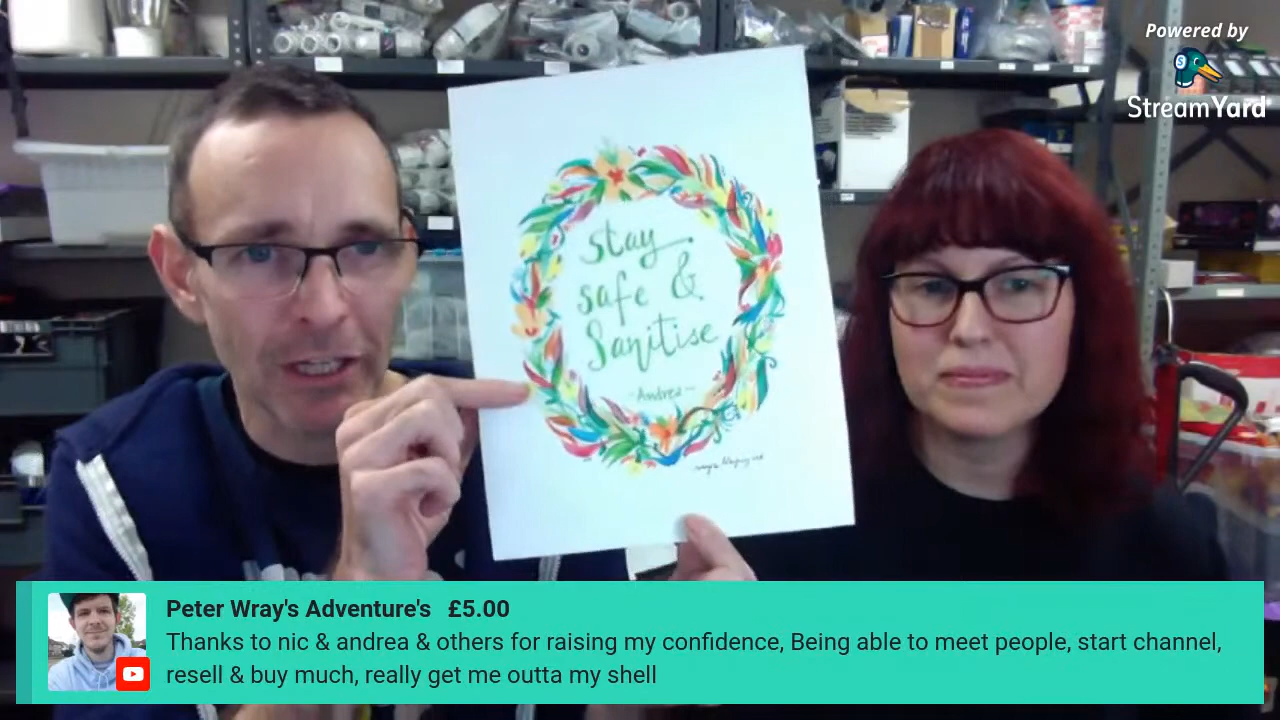 Powered by
StreamYard
stay
safe &
Sanitise
-Andrea-
Peter Wray's Adventure's £5.00
Thanks to nic & andrea & others for raising my confidence, Being able to meet people, start channel,
resell & buy much, really get me outta my shell